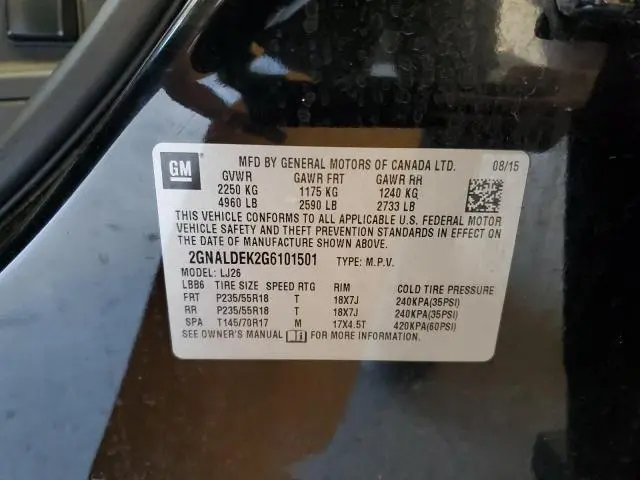 GM
MFD BY GENERAL MOTORS OF CANADA LTD. 08/15
GVWR GAWR FRT GAWR RR
2250 KG 1175 KG 1240 KG
4960 LB 2590 LB 2733 LB
THIS VEHICLE CONFORMS TO ALL APPLICABLE U.S. FEDERAL MOTOR
VEHICLE SAFETY AND THEFT PREVENTION STANDARDS IN EFFECT ON
THE DATE OF MANUFACTURE SHOWN ABOVE.
2GNALDEK2G6101501 TYPE: M.P.V.
MODEL: LJ26
LBB6 TIRE SIZE SPEED RTG RIM COLD TIRE PRESSURE
FRT P235/55R18 T 18X7J 240KPA(35PSI)
RR P235/55R18 T 18X7J 240KPA(35PSI)
SPA T145/70R17 M 17X4.5T 420KPA(60PSI)
SEE OWNER'S MANUAL FOR MORE INFORMATION.